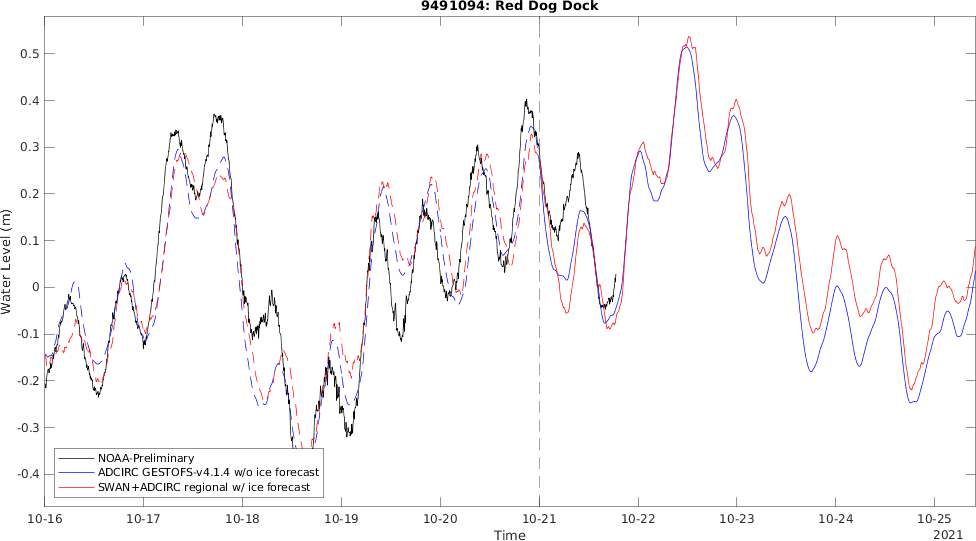 9491094: Red Dog Dock
0.5
0.4
0.3
0.2
0.1
0
-0.1
-0.2
-0.3
-0.4
Water Level (m)
NOAA-Preliminary
ADCIRC GESTOFS-v4.1.4 w/o ice forecast
SWAN+ADCIRC regional w/ ice forecast
10-16 10-17 10-18 10-19 10-20 10-21 10-22 10-23 10-24 10-25
Time
2021